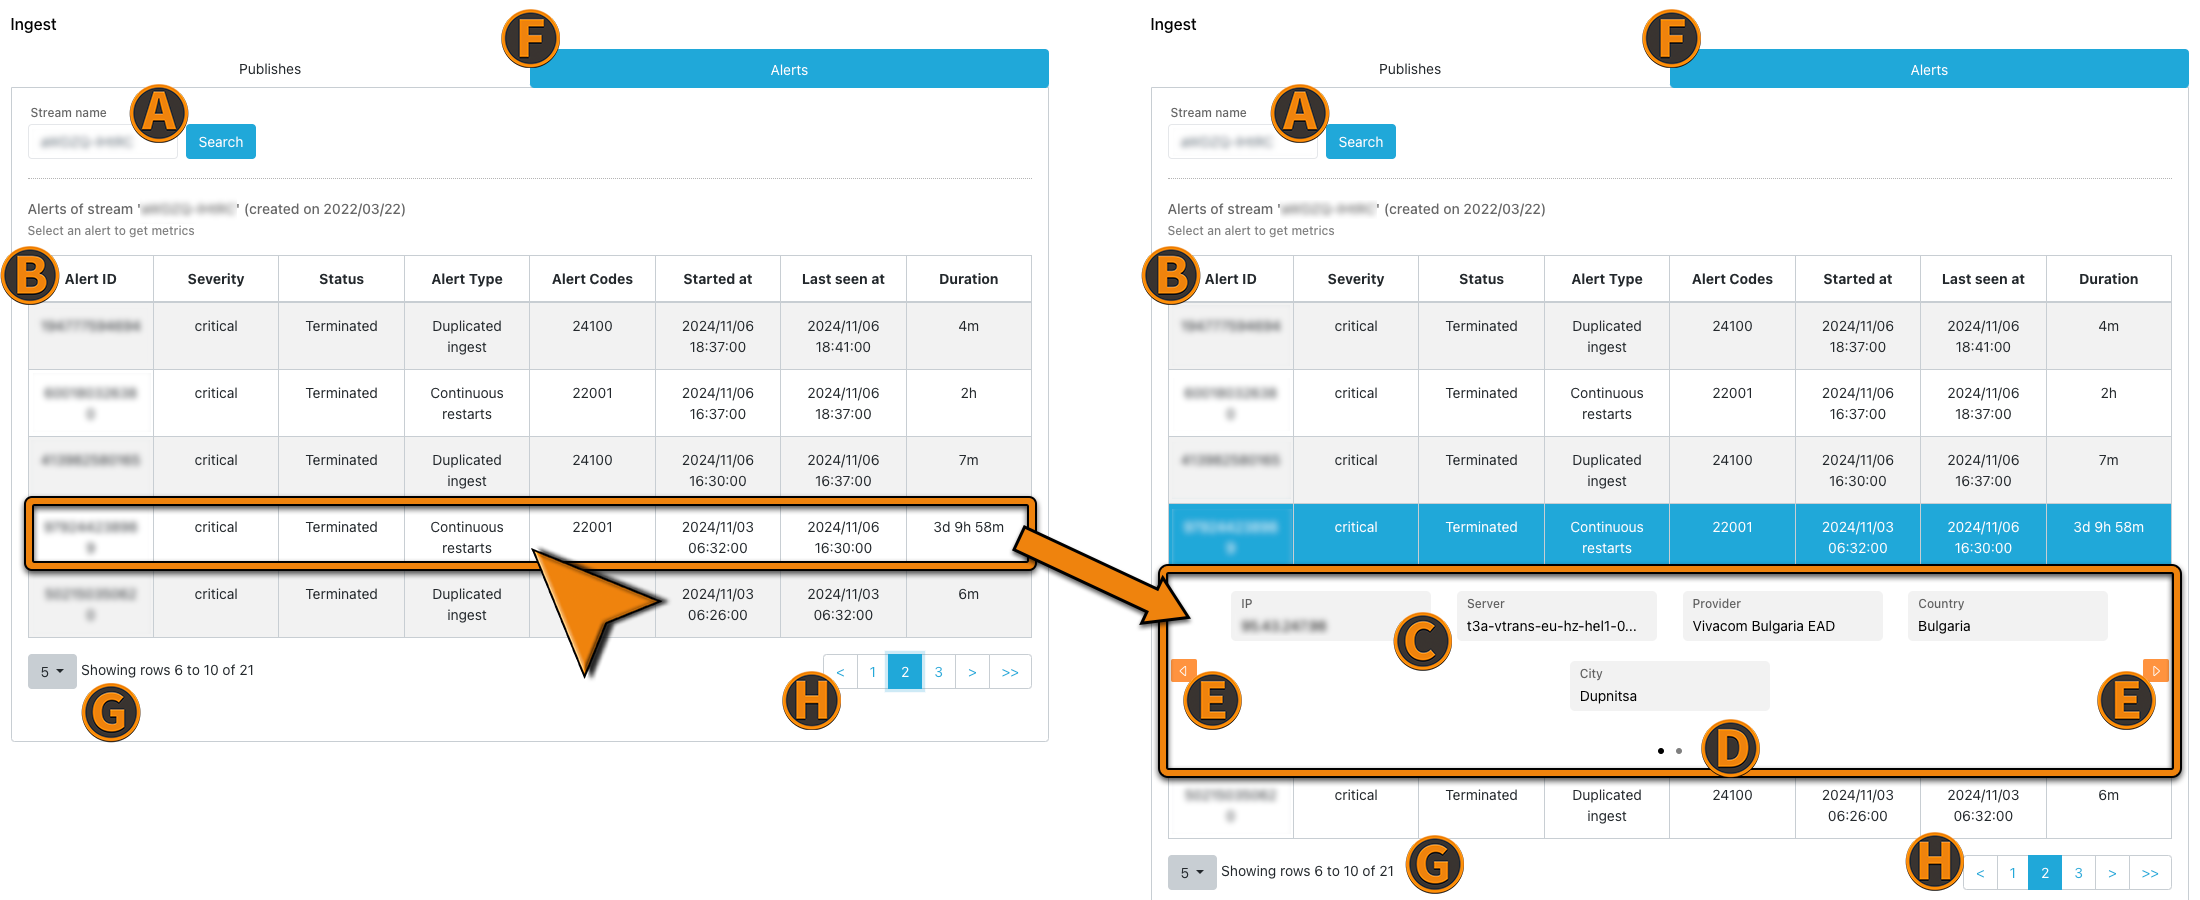 Ingest
F
Publishes
Alerts
Stream name
A
Search
Alerts of stream '' (created on 2022/03/22)
Select an alert to get metrics
B
Alert ID Severity Status Alert Type Alert Codes Started at Last seen at Duration
critical Terminated Duplicated ingest 24100 2024/11/06 18:37:00 2024/11/06 18:41:00 4m
critical Terminated Continuous restarts 22001 2024/11/06 16:37:00 2024/11/06 18:37:00 2h
critical Terminated Duplicated ingest 24100 2024/11/06 16:30:00 2024/11/06 16:37:00 7m
critical Terminated Continuous restarts 22001 2024/11/03 06:32:00 2024/11/06 16:30:00 3d 9h 58m
critical Terminated Duplicated ingest 2024/11/03 06:26:00 2024/11/03 06:32:00 6m
5 Showing rows 6 to 10 of 21
G
H
< 1 2 3 > >>
Ingest
F
Publishes
Alerts
Stream name
A
Search
Alerts of stream '' (created on 2022/03/22)
Select an alert to get metrics
B
Alert ID Severity Status Alert Type Alert Codes Started at Last seen at Duration
critical Terminated Duplicated ingest 24100 2024/11/06 18:37:00 2024/11/06 18:41:00 4m
critical Terminated Continuous restarts 22001 2024/11/06 16:37:00 2024/11/06 18:37:00 2h
critical Terminated Duplicated ingest 24100 2024/11/06 16:30:00 2024/11/06 16:37:00 7m
critical Terminated Continuous restarts 22001 2024/11/03 06:32:00 2024/11/06 16:30:00 3d 9h 58m
IP
C
Server
t3a-vtrans-eu-hz-hel1-0...
Provider
Vivacom Bulgaria EAD
Country
Bulgaria
E
City
Dupnitsa
E
D
critical Terminated Duplicated ingest 24100 2024/11/03 06:26:00 2024/11/03 06:32:00 6m
5 Showing rows 6 to 10 of 21
G
H
< 1 2 3 > >>